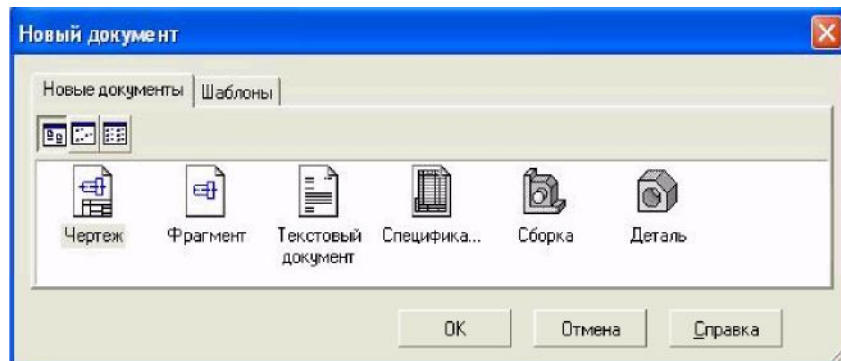 Новый документ
Новые документы Шаблоны
Чертеж Фрагмент Текстовый документ Специфика... Сборка Деталь
OK Отмена Справка